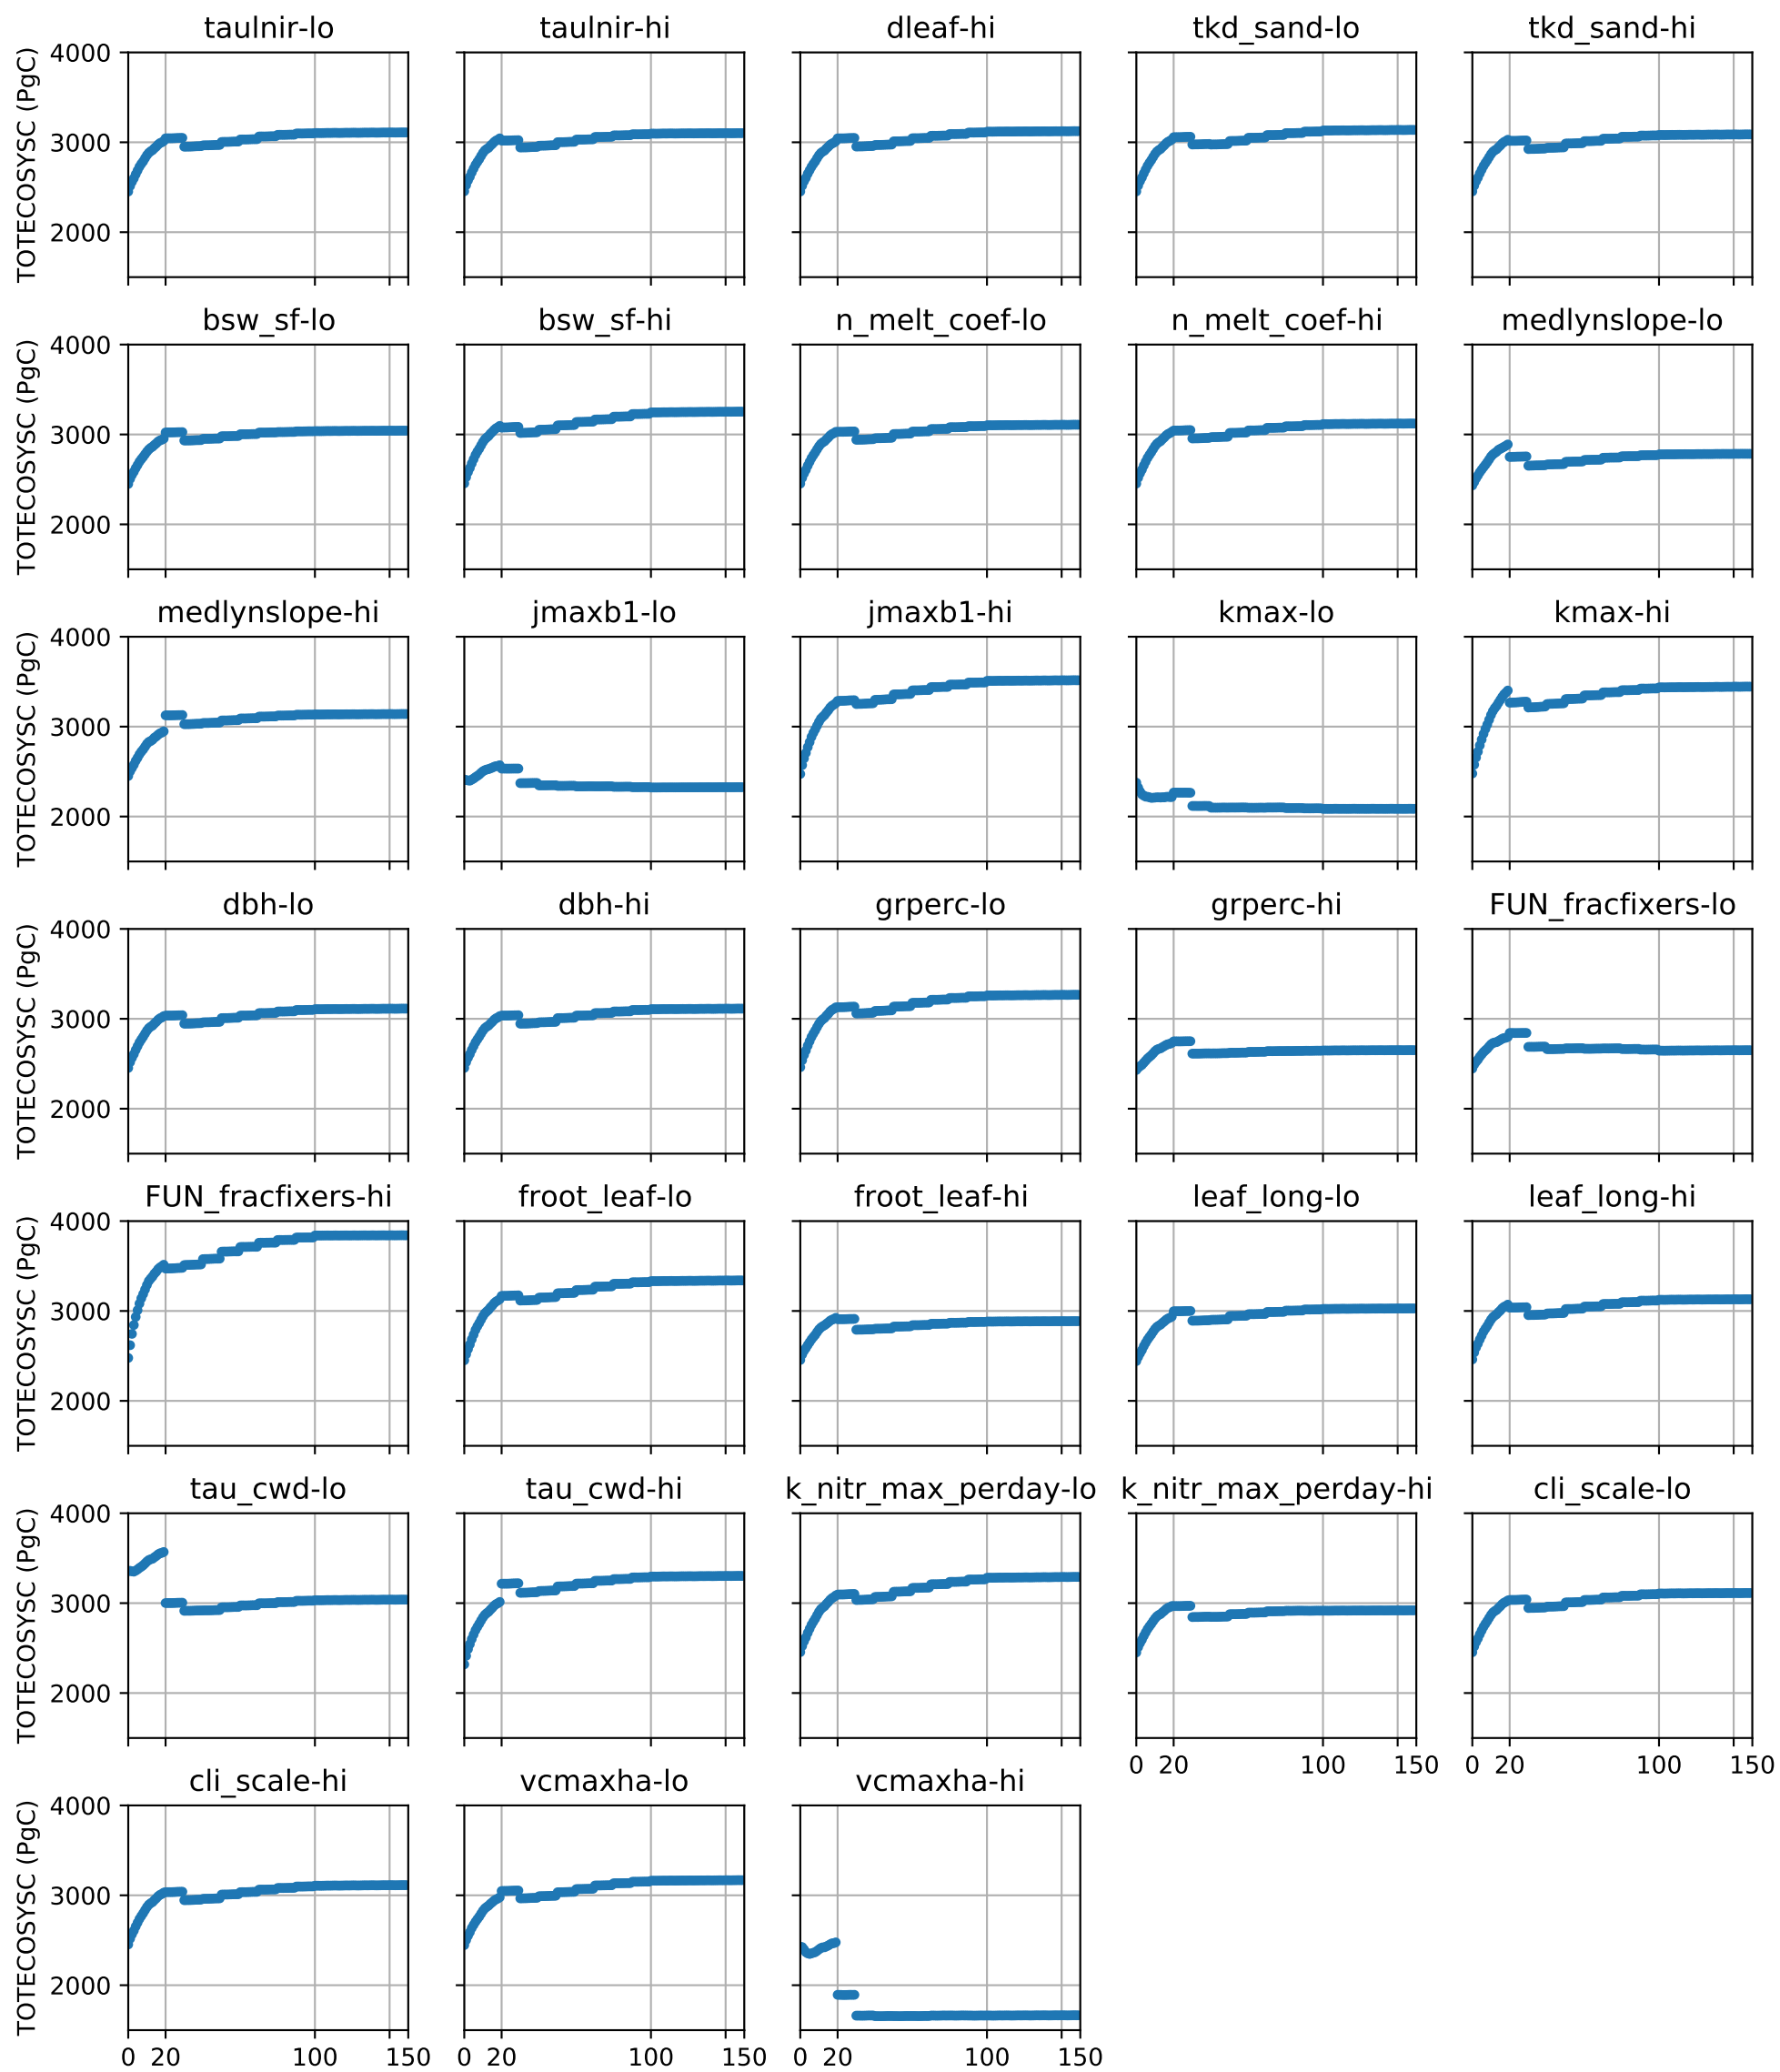 taulnir-lo taulnir-hi dleaf-hi tkd_sand-lo tkd_sand-hi
4000
3000
2000
TOTECOSYSC (PgC)
bsw_sf-lo bsw_sf-hi n_melt_coef-lo n_melt_coef-hi medlynslope-lo
4000
3000
2000
TOTECOSYSC (PgC)
medlynslope-hi jmaxb1-lo jmaxb1-hi kmax-lo kmax-hi
4000
3000
2000
TOTECOSYSC (PgC)
dbh-lo dbh-hi grperc-lo grperc-hi FUN_fracfixers-lo
4000
3000
2000
TOTECOSYSC (PgC)
FUN_fracfixers-hi froot_leaf-lo froot_leaf-hi leaf_long-lo leaf_long-hi
4000
3000
2000
TOTECOSYSC (PgC)
tau_cwd-lo tau_cwd-hi k_nitr_max_perday-lo k_nitr_max_perday-hi cli_scale-lo
4000
3000
2000
TOTECOSYSC (PgC)
0 20 100 150 0 20 100 150
cli_scale-hi vcmaxha-lo vcmaxha-hi
4000
3000
2000
TOTECOSYSC (PgC)
0 20 100 150 0 20 100 150 0 20 100 150